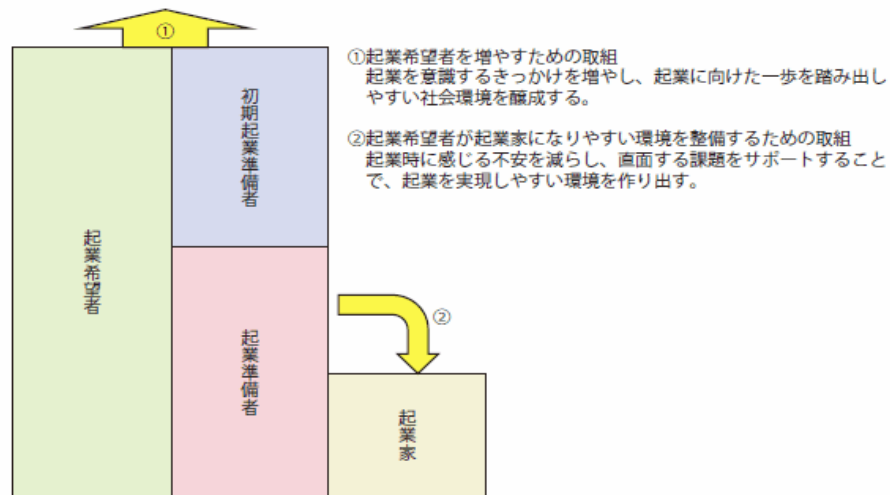 ①
①起業希望者を増やすための取組
起業を意識するきっかけを増やし、起業に向けた一歩を踏み出し
やすい社会環境を醸成する。
②起業希望者が起業家になりやすい環境を整備するための取組
起業時に感じる不安を減らし、直面する課題をサポートすること
で、起業を実現しやすい環境を作り出す。
初期起業準備者
起業希望者
起業準備者
②
起業家